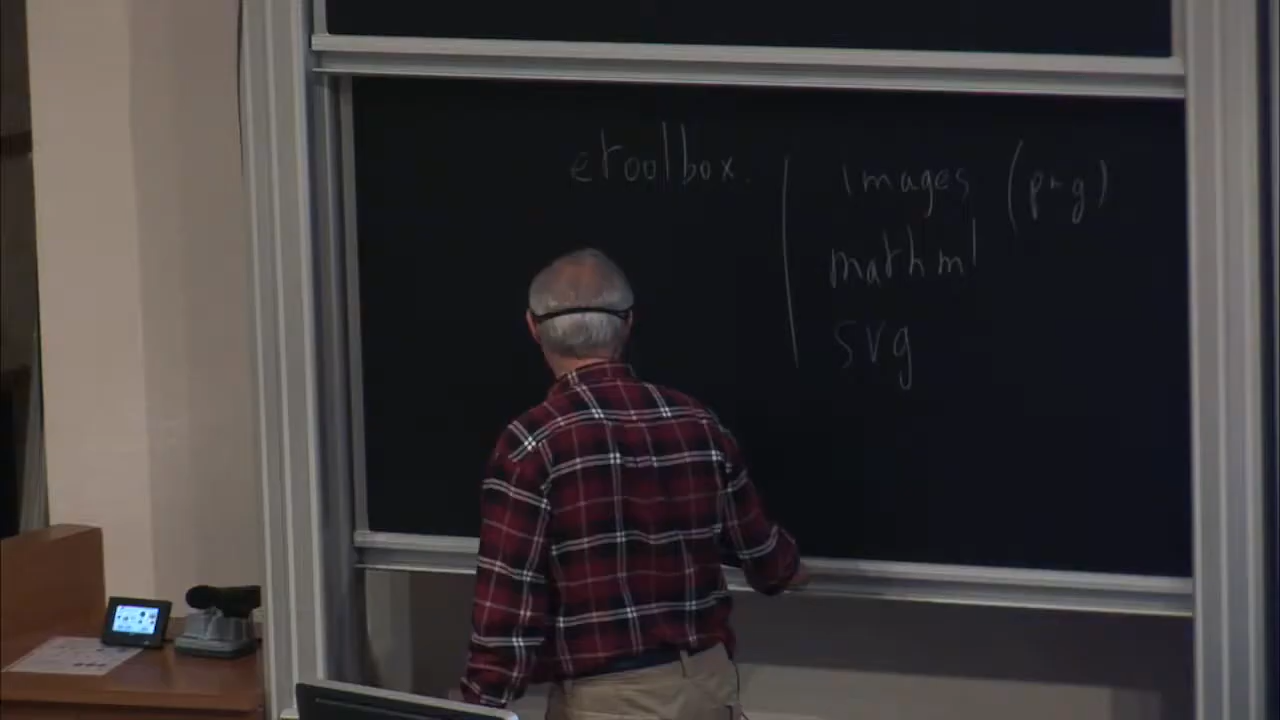 etoolbox.
images (png)
mathml
svg